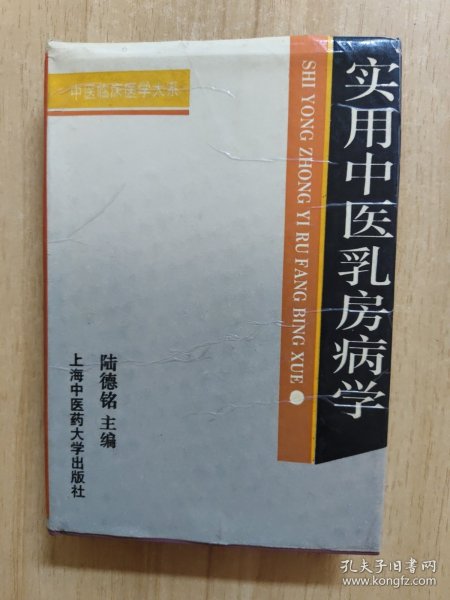 中医临床医学大系
实用中医乳房病学
SHI YONG ZHONG YI RU FANG BING XUE
陆德铭 主编
上海中医药大学出版社
孔夫子旧书网
www.kongfz.com